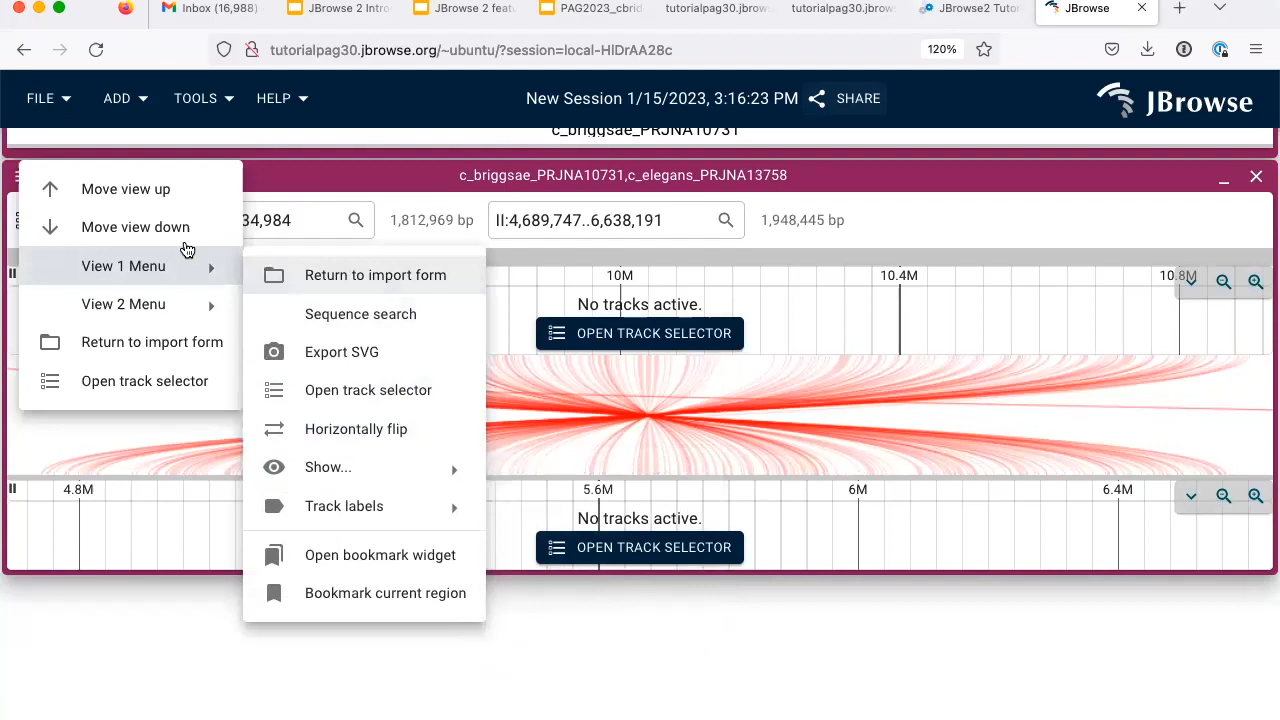 Inbox (16,988)
JBrowse 2 Intro
JBrowse 2 feat
PAG2023_cbrid
tutorialpag30.jbrows
tutorialpag30.jbrows
JBrowse2 Tuto
JBrowse
tutorialpag30.jbrowse.org/~ubuntu/?session=local-HlDrAA28c
120%
FILE
ADD
TOOLS
HELP
New Session 1/15/2023, 3:16:23 PM
SHARE
JBrowse
c_briggsae_PRJNA10731
c_briggsae_PRJNA10731,c_elegans_PRJNA13758
34,984
1,812,969 bp
II:4,689,747..6,638,191
1,948,445 bp
Move view up
Move view down
View 1 Menu
View 2 Menu
Return to import form
Open track selector
Return to import form
Sequence search
Export SVG
Open track selector
Horizontally flip
Show...
Track labels
Open bookmark widget
Bookmark current region
10M
10.4M
10.8M
No tracks active.
OPEN TRACK SELECTOR
4.8M
5.6M
6M
6.4M
No tracks active.
OPEN TRACK SELECTOR